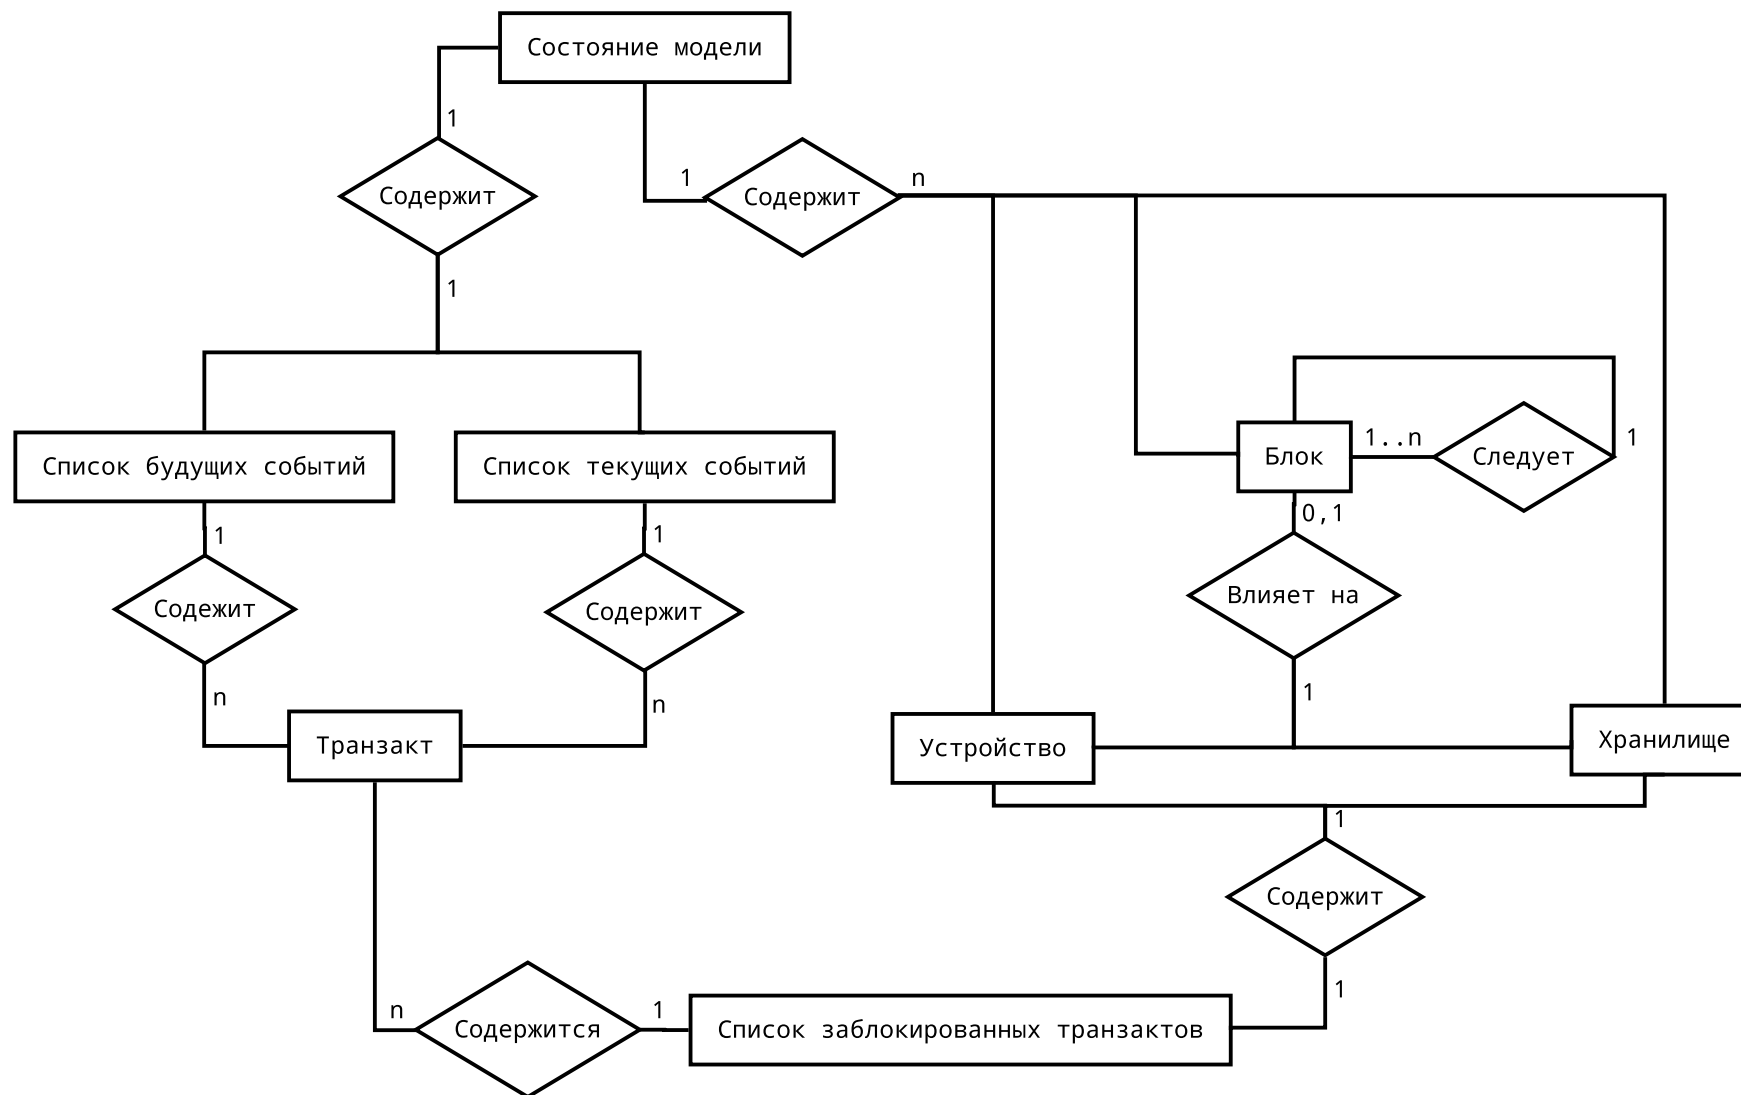 Состояние модели
1
Содержит
1
Содержит
n
1
Список будущих событий
Список текущих событий
Блок
1..n
Следует
1
0,1
1
1
Содежит
Содержит
Влияет на
n
n
1
Транзакт
Устройство
Хранилище
1
Содержит
1
n
Содержится
1
Список заблокированных транзактов